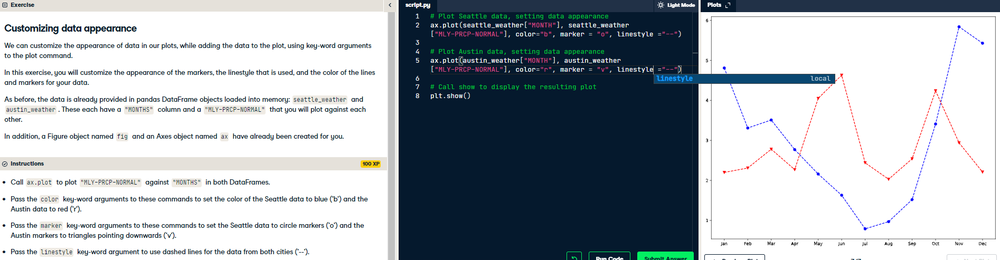 Exercise
Customizing data appearance
We can customize the appearance of data in our plots, while adding the data to the plot, using key-word arguments
to the plot command.
In this exercise, you will customize the appearance of the markers, the linestyle that is used, and the color of the lines
and markers for your data.
As before, the data is already provided in pandas DataFrame objects loaded into memory: seattle_weather and
austin_weather . These each have a "MONTHS" column and a "MLY-PRCP-NORMAL" that you will plot against each
other.
In addition, a Figure object named fig and an Axes object named ax have already been created for you.
Instructions
100 XP
• Call ax.plot to plot "MLY-PRCP-NORMAL" against "MONTHS" in both DataFrames.
• Pass the color key-word arguments to these commands to set the color of the Seattle data to blue ('b') and the
Austin data to red ('r').
• Pass the marker key-word arguments to these commands to set the Seattle data to circle markers ('o') and the
Austin markers to triangles pointing downwards ('v').
• Pass the linestyle key-word argument to use dashed lines for the data from both cities ('--').
script.py
Light Mode
1 # Plot Seattle data, setting data appearance
2 ax.plot(seattle_weather["MONTH"], seattle_weather
["MLY-PRCP-NORMAL"], color="b", marker = "o", linestyle ="--")
3
4 # Plot Austin data, setting data appearance
5 ax.plot(austin_weather["MONTH"], austin_weather
["MLY-PRCP-NORMAL"], color="r", marker = "v", linestyle ="--")
linestyle local
6
7 # Call show to display the resulting plot
8 plt.show()
Run Code
Submit Answer
Plots
6
5
4
3
2
1
Jan Feb Mar Apr May Jun Jul Aug Sep Oct Nov Dec
Previous Plot
7/7
Next Plot